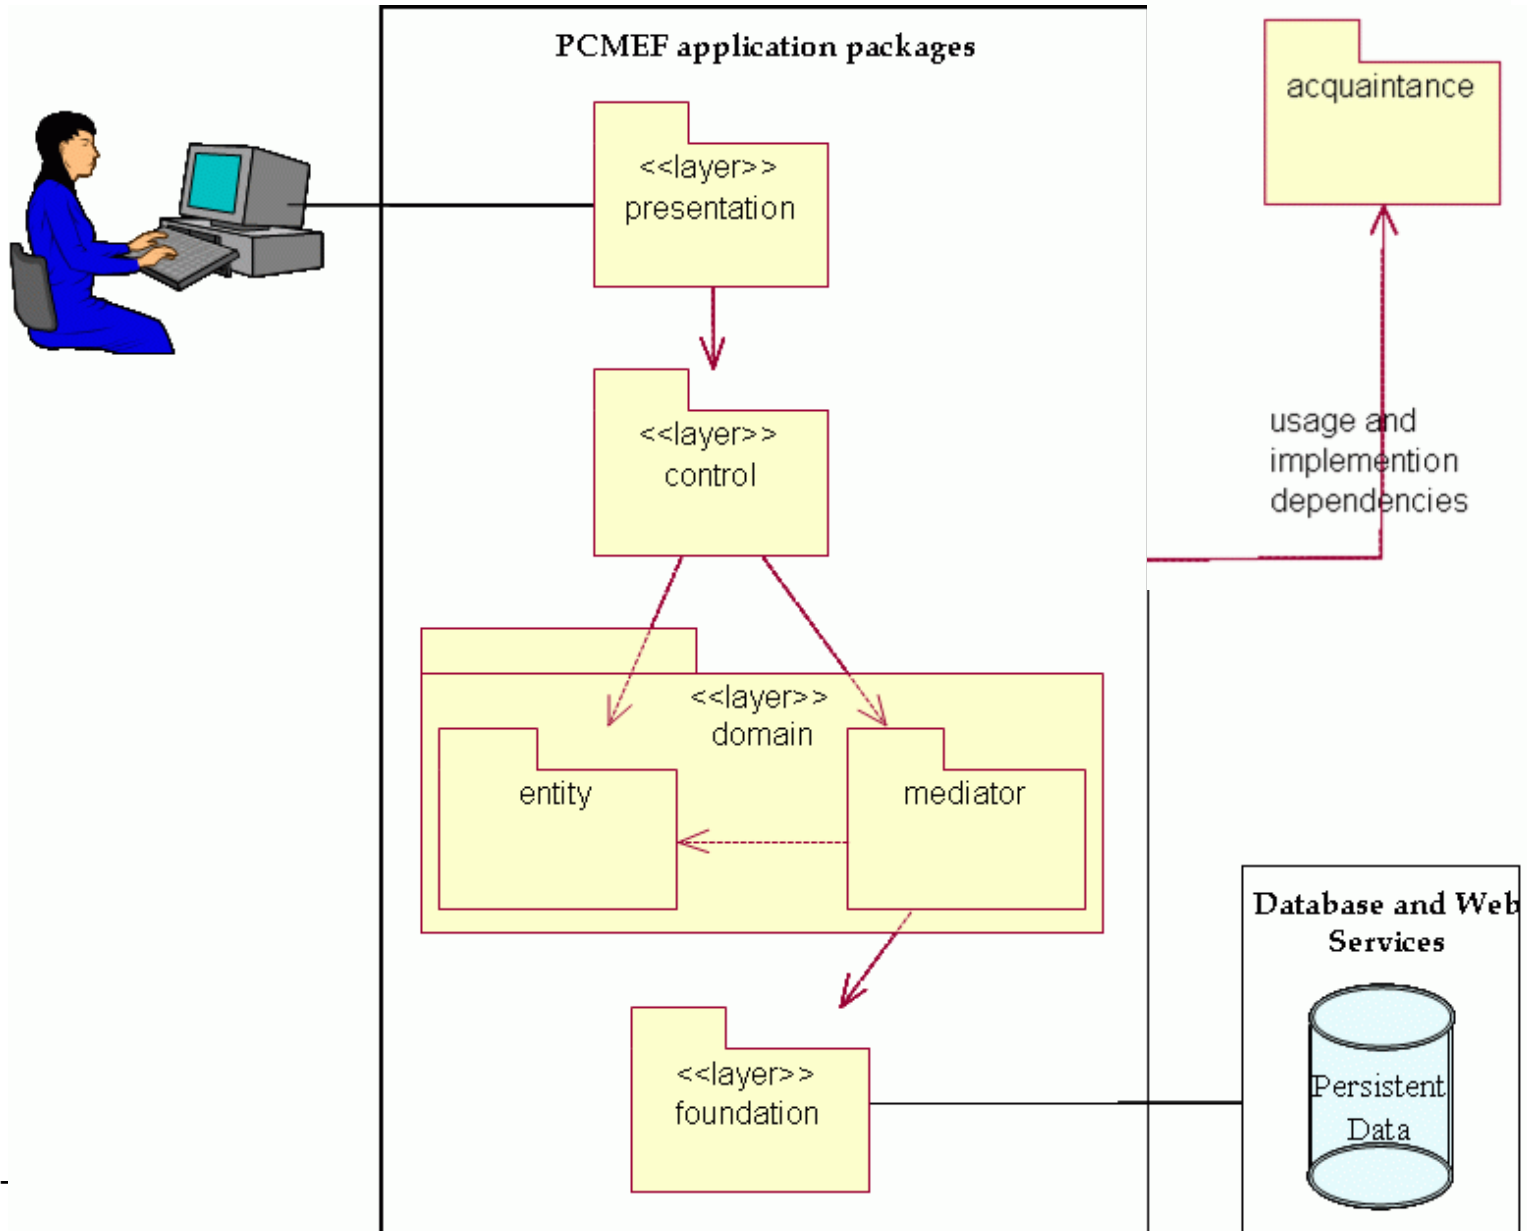 PCMEF application packages
acquaintance
<<layer>>
presentation
<<layer>>
control
usage and
implemention
dependencies
<<layer>>
domain
entity
mediator
Database and Web
Services
<<layer>>
foundation
Persistent
Data